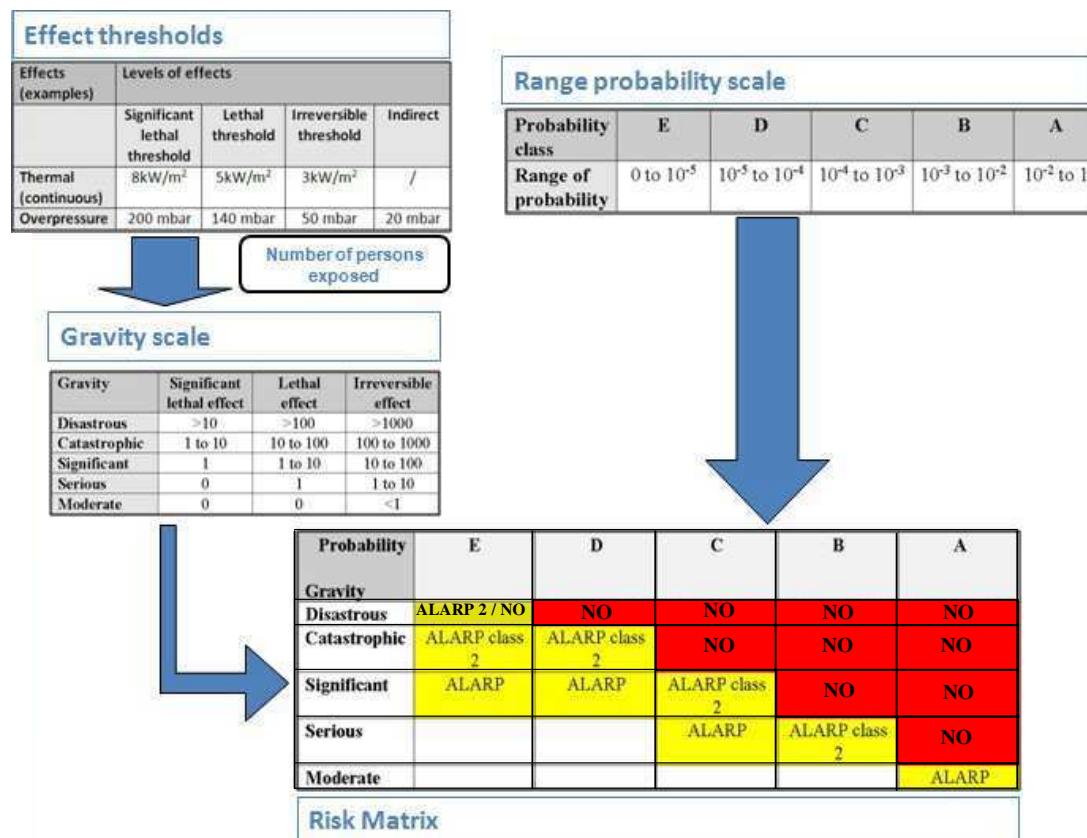 Effect thresholds
Effects (examples) Levels of effects
Significant lethal threshold Lethal threshold Irreversible threshold Indirect
Thermal (continuous) 8kW/m² 5kW/m² 3kW/m² /
Overpressure 200 mbar 140 mbar 50 mbar 20 mbar
Number of persons
exposed
Range probability scale
Probability class E D C B A
Range of probability 0 to 10⁻⁵ 10⁻⁵ to 10⁻⁴ 10⁻⁴ to 10⁻³ 10⁻³ to 10⁻² 10⁻² to 1
Gravity scale
Gravity Significant lethal effect Lethal effect Irreversible effect
Disastrous >10 >100 >1000
Catastrophic 1 to 10 10 to 100 100 to 1000
Significant 1 1 to 10 10 to 100
Serious 0 1 1 to 10
Moderate 0 0 <1
Probability E D C B A
Gravity
Disastrous ALARP 2 / NO NO NO NO NO
Catastrophic ALARP class 2 ALARP class 2 NO NO NO
Significant ALARP ALARP ALARP class 2 NO NO
Serious ALARP ALARP class 2 NO
Moderate ALARP
Risk Matrix